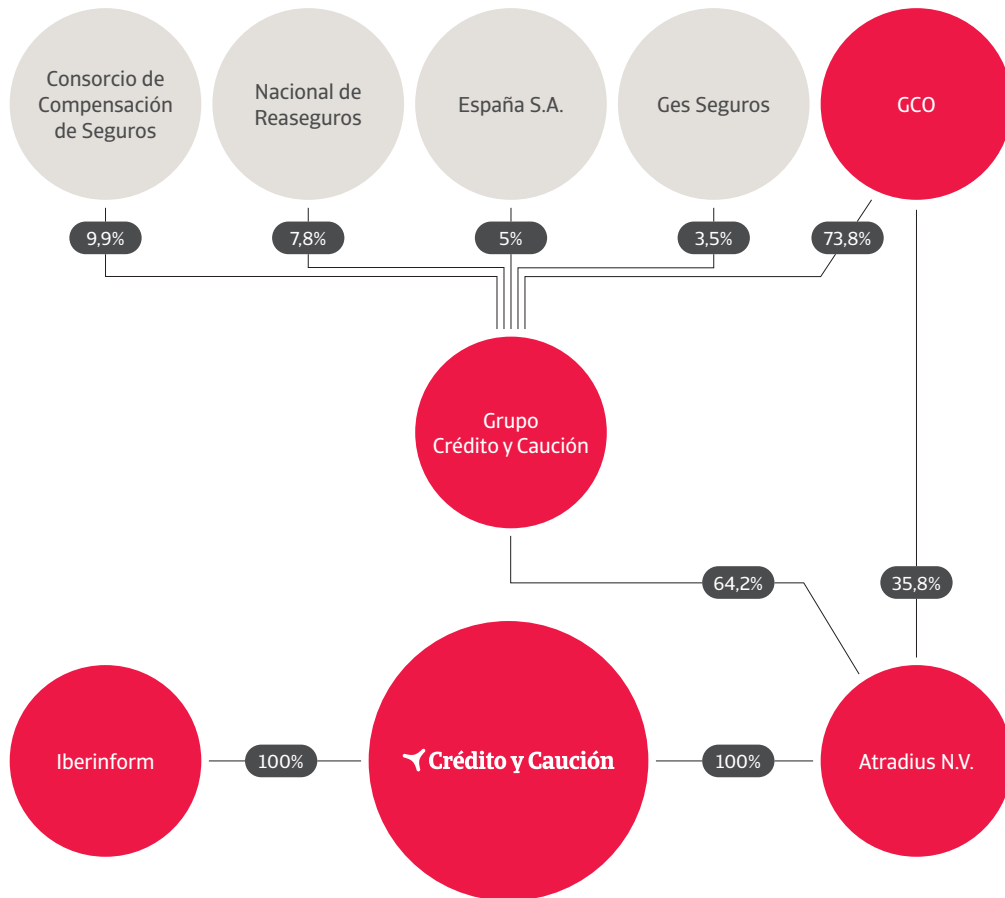 Consorcio de
Compensación
de Seguros
Nacional de
Reaseguros
España S.A.
Ges Seguros
GCO
9,9%
7,8%
5%
3,5%
73,8%
Grupo
Crédito y Caución
64,2%
35,8%
Iberinform
100%
Crédito y Caución
100%
Atradius N.V.